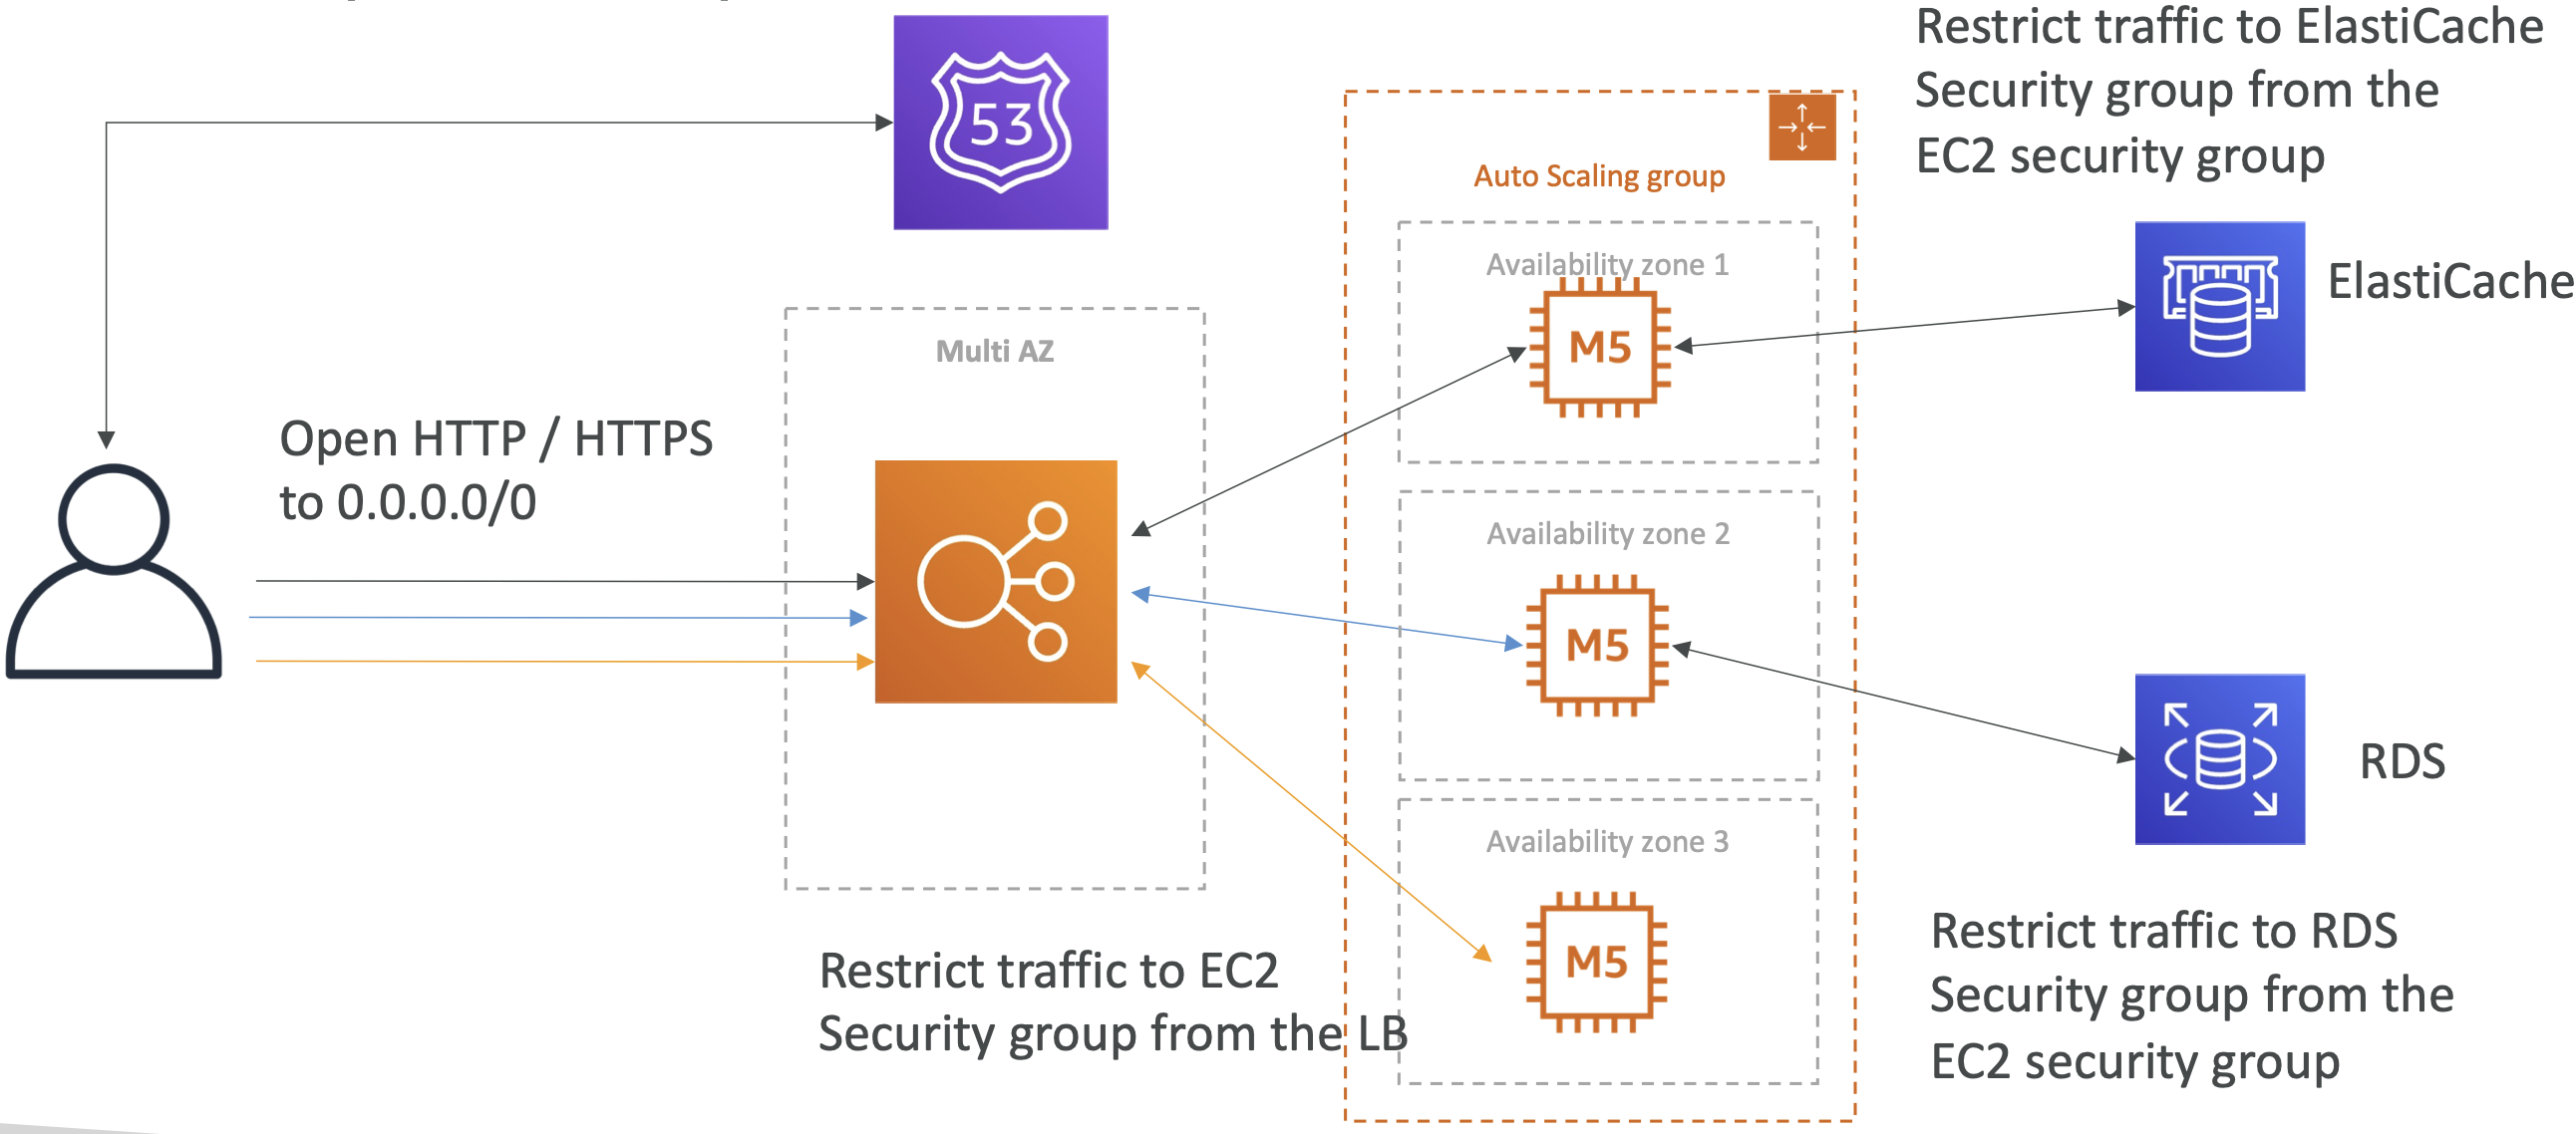 53
Restrict traffic to ElastiCache
Security group from the
EC2 security group
Auto Scaling group
Availability zone 1
M5
ElastiCache
Multi AZ
Open HTTP / HTTPS
to 0.0.0.0/0
Availability zone 2
M5
RDS
Availability zone 3
M5
Restrict traffic to EC2
Security group from the LB
Restrict traffic to RDS
Security group from the
EC2 security group